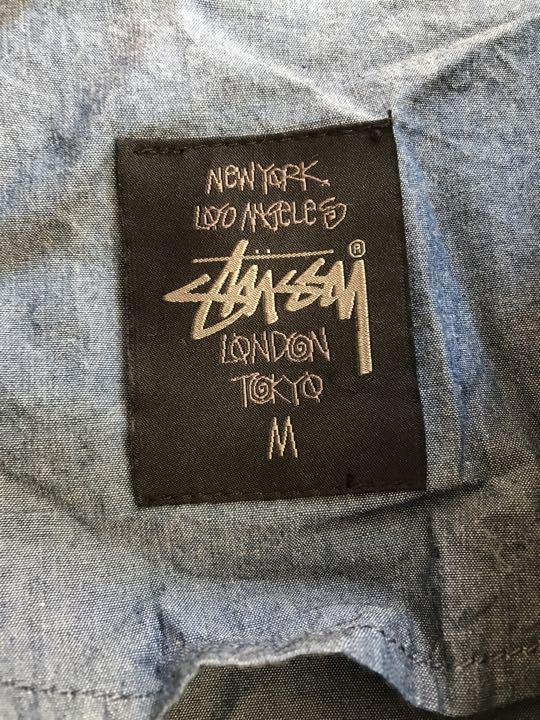 NEW YORK.
LOS ANGELES
Stüssy®
LONDON
TOKYO
M